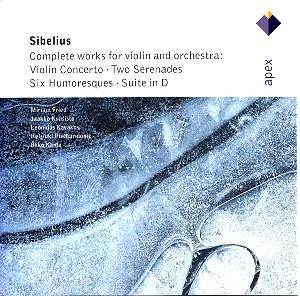 Sibelius
Complete works for violin and orchestra:
Violin Concerto · Two Serenades
Six Humoresques · Suite in D
Miriam Fried
Jaakko Kuusisto
Leonidas Kavakos
Helsinki Philharmonic
Okko Kamu
apex